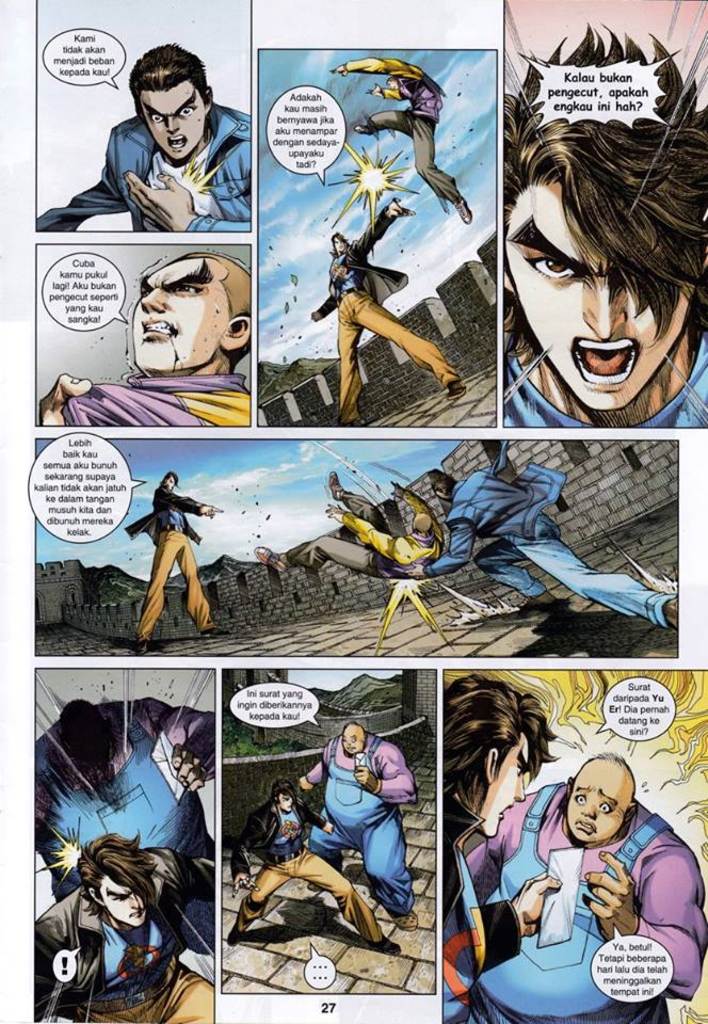 Kami
tidak akan
menjadi beban
kepada kau!
Cuba
kamu pukul
lagi! Aku bukan
pengecut seperti
yang kau
sangka!
Adakah
kau masih
bernyawa jika
aku menampar
dengan sedaya-
upayaku
tadi?
Kalau bukan
pengecut, apakah
engkau ini hah?
Lebih
baik kau
semua aku bunuh
sekarang supaya
kalian tidak akan jatuh
ke dalam tangan
musuh kita dan
dibunuh mereka
kelak.
!
Ini surat yang
ingin diberikannya
kepada kau!
...
...
Surat
daripada Yu
Er! Dia pernah
datang ke
sini?
Ya, betul!
Tetapi beberapa
hari lalu dia telah
meninggalkan
tempat ini!
27